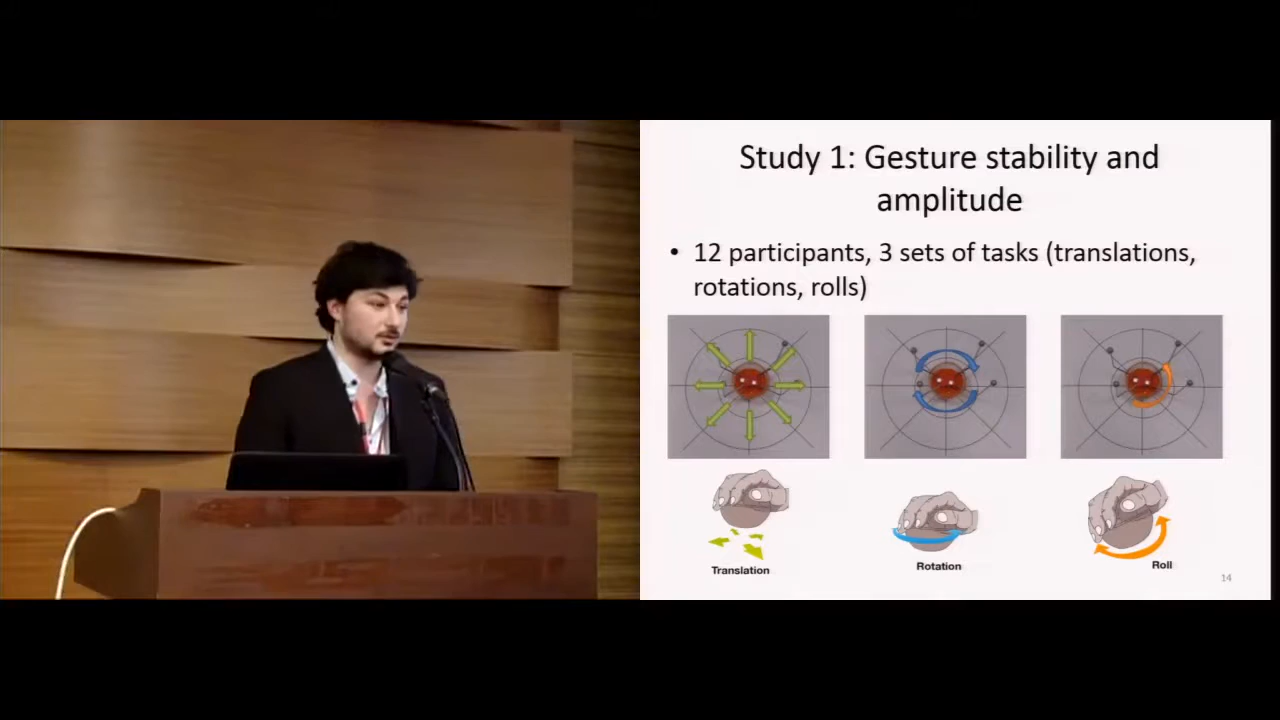 Study 1: Gesture stability and
amplitude
• 12 participants, 3 sets of tasks (translations,
rotations, rolls)
Translation
Rotation
Roll
14